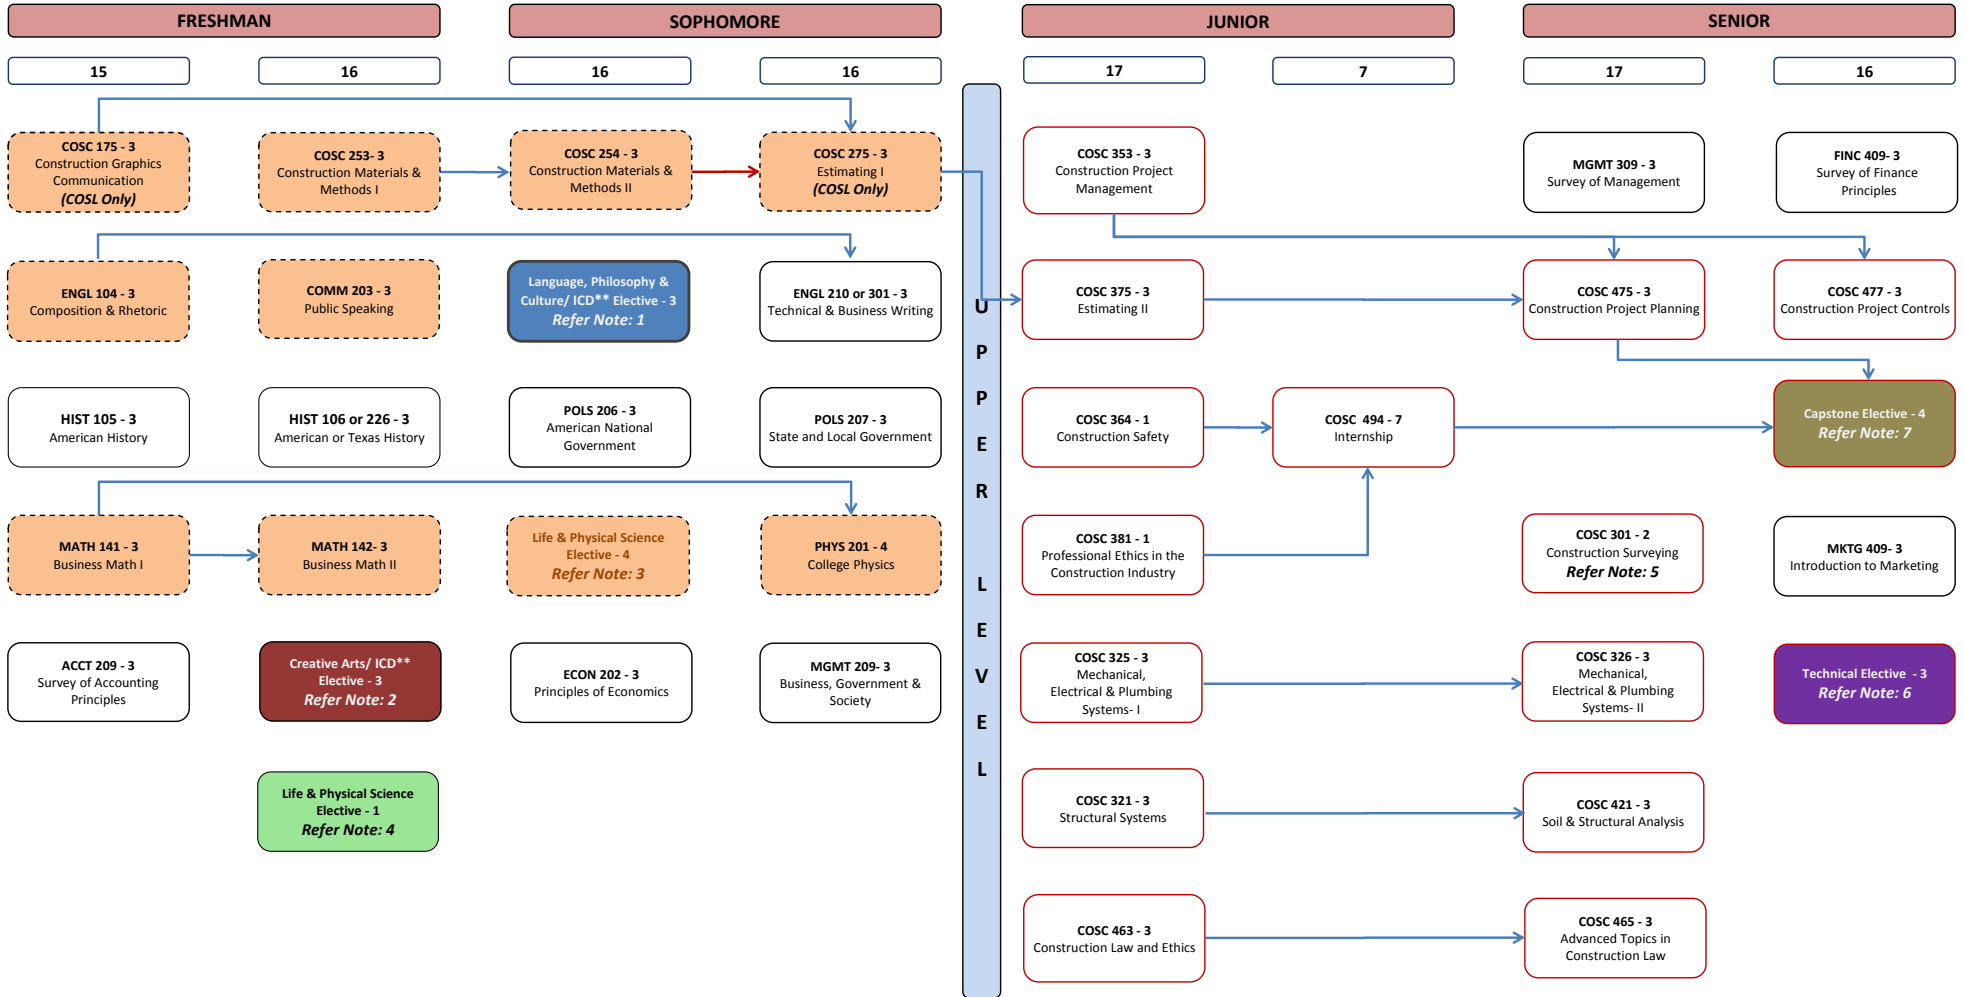 FRESHMAN
SOPHOMORE
JUNIOR
SENIOR
15
16
16
16
17
7
17
16
COSC 175 - 3
Construction Graphics
Communication
(COSL Only)
COSC 253- 3
Construction Materials &
Methods I
COSC 254 - 3
Construction Materials &
Methods II
COSC 275 - 3
Estimating I
(COSL Only)
COSC 353 - 3
Construction Project
Management
MGMT 309 - 3
Survey of Management
FINC 409- 3
Survey of Finance
Principles
ENGL 104 - 3
Composition & Rhetoric
COMM 203 - 3
Public Speaking
Language, Philosophy &
Culture/ ICD** Elective - 3
Refer Note: 1
ENGL 210 or 301 - 3
Technical & Business Writing
COSC 375 - 3
Estimating II
COSC 475 - 3
Construction Project Planning
COSC 477 - 3
Construction Project Controls
HIST 105 - 3
American History
HIST 106 or 226 - 3
American or Texas History
POLS 206 - 3
American National
Government
POLS 207 - 3
State and Local Government
COSC 364 - 1
Construction Safety
COSC 494 - 7
Internship
Capstone Elective - 4
Refer Note: 7
MATH 141 - 3
Business Math I
MATH 142- 3
Business Math II
Life & Physical Science
Elective - 4
Refer Note: 3
PHYS 201 - 4
College Physics
COSC 381 - 1
Professional Ethics in the
Construction Industry
COSC 301 - 2
Construction Surveying
Refer Note: 5
MKTG 409- 3
Introduction to Marketing
ACCT 209 - 3
Survey of Accounting
Principles
Creative Arts/ ICD**
Elective - 3
Refer Note: 2
ECON 202 - 3
Principles of Economics
MGMT 209- 3
Business, Government &
Society
COSC 325 - 3
Mechanical,
Electrical & Plumbing
Systems- I
COSC 326 - 3
Mechanical,
Electrical & Plumbing
Systems- II
Technical Elective - 3
Refer Note: 6
Life & Physical Science
Elective - 1
Refer Note: 4
COSC 321 - 3
Structural Systems
COSC 421 - 3
Soil & Structural Analysis
COSC 463 - 3
Construction Law and Ethics
COSC 465 - 3
Advanced Topics in
Construction Law
U
P
P
E
R
L
E
V
E
L